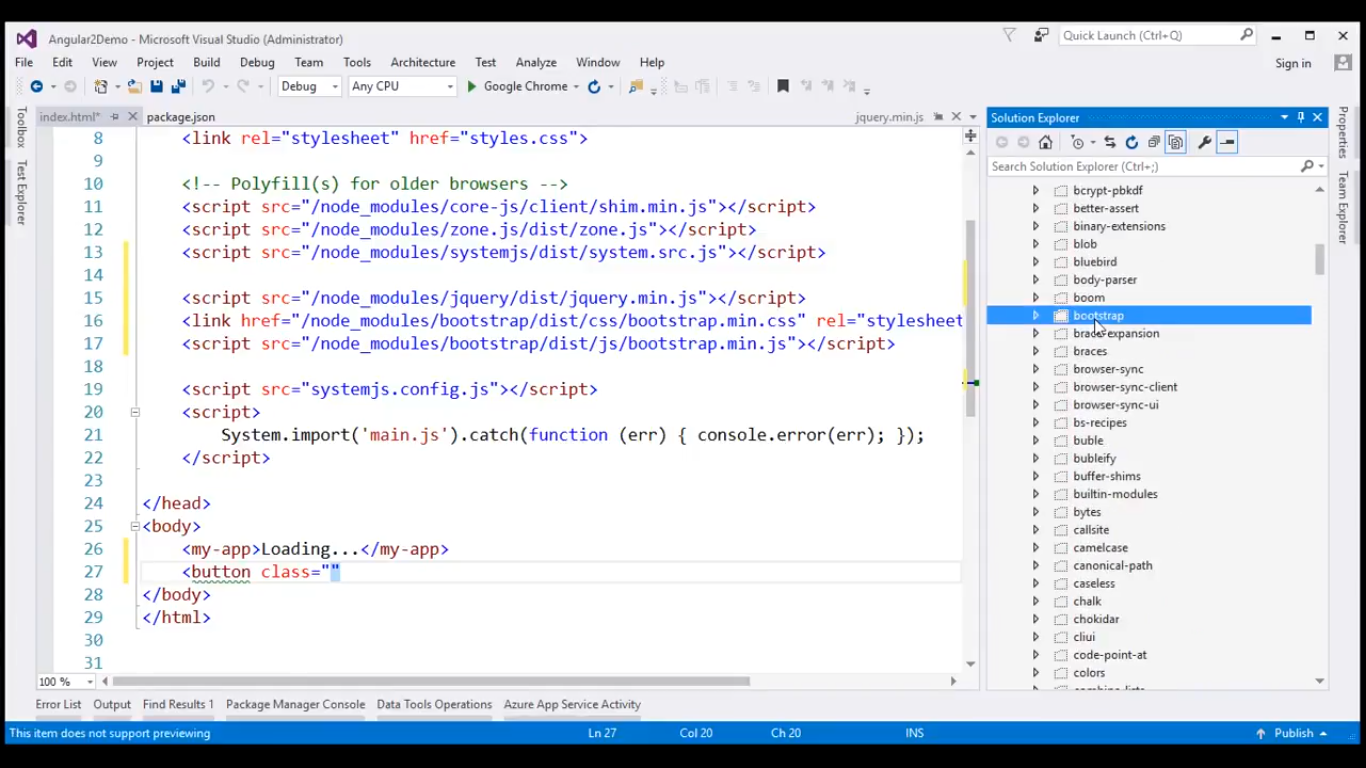 Angular2Demo - Microsoft Visual Studio (Administrator)
Quick Launch (Ctrl+Q)
File Edit View Project Build Debug Team Tools Architecture Test Analyze Window Help
Sign in
Debug Any CPU Google Chrome
Toolbox
Test Explorer
index.html* package.json jquery.min.js
8 <link rel="stylesheet" href="styles.css">
9
10 <!-- Polyfill(s) for older browsers -->
11 <script src="/node_modules/core-js/client/shim.min.js"></script>
12 <script src="/node_modules/zone.js/dist/zone.js"></script>
13 <script src="/node_modules/systemjs/dist/system.src.js"></script>
14
15 <script src="/node_modules/jquery/dist/jquery.min.js"></script>
16 <link href="/node_modules/bootstrap/dist/css/bootstrap.min.css" rel="stylesheet
17 <script src="/node_modules/bootstrap/dist/js/bootstrap.min.js"></script>
18
19 <script src="systemjs.config.js"></script>
20 <script>
21 System.import('main.js').catch(function (err) { console.error(err); });
22 </script>
23
24 </head>
25 <body>
26 <my-app>Loading...</my-app>
27 <button class=""
28 </body>
29 </html>
30
31
100 %
Solution Explorer
Search Solution Explorer (Ctrl+;)
bcrypt-pbkdf
better-assert
binary-extensions
blob
bluebird
body-parser
boom
bootstrap
brace-expansion
braces
browser-sync
browser-sync-client
browser-sync-ui
bs-recipes
buble
bubleify
buffer-shims
builtin-modules
bytes
callsite
camelcase
canonical-path
caseless
chalk
chokidar
cliui
code-point-at
colors
Properties
Team Explorer
Error List Output Find Results 1 Package Manager Console Data Tools Operations Azure App Service Activity
This item does not support previewing Ln 27 Col 20 Ch 20 INS Publish